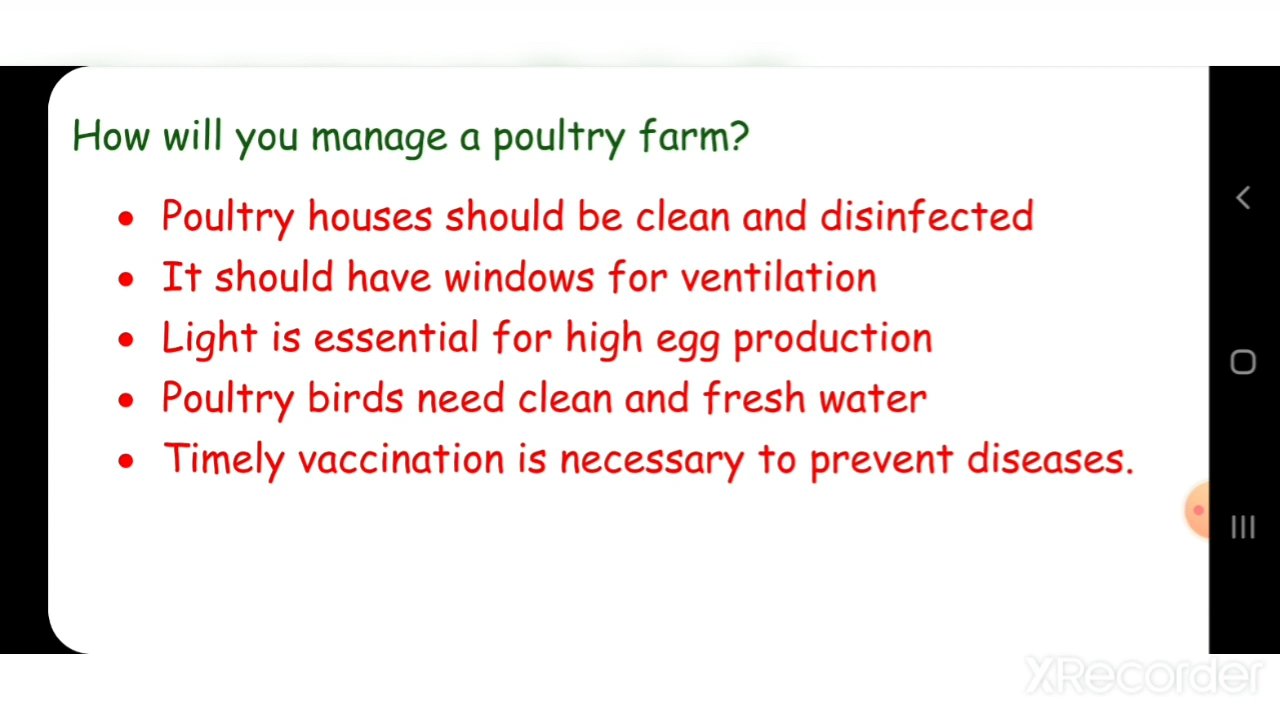 How will you manage a poultry farm?
• Poultry houses should be clean and disinfected
• It should have windows for ventilation
• Light is essential for high egg production
• Poultry birds need clean and fresh water
• Timely vaccination is necessary to prevent diseases.
XRecorder